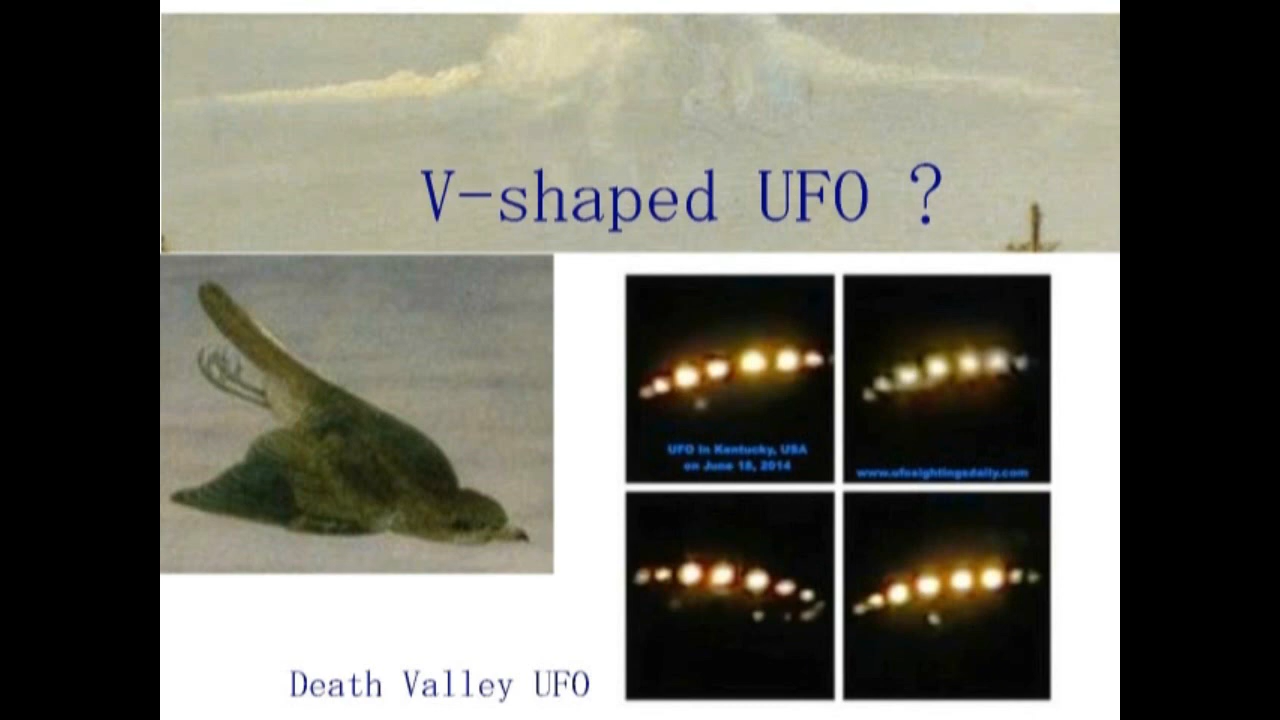 V-shaped UFO ?
UFO in Kentucky, USA
on June 18, 2014
www.ufosightingsdaily.com
Death Valley UFO